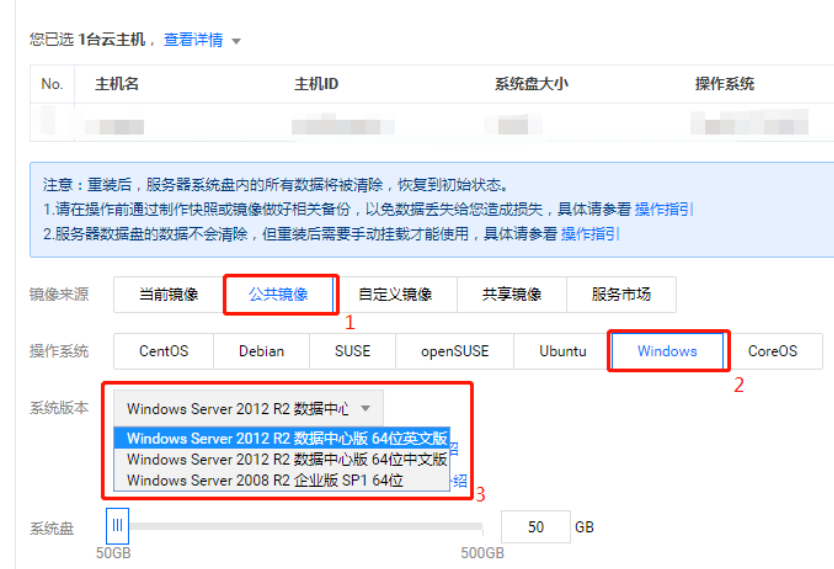 您已选 1台云主机，查看详情
No. 主机名 主机ID 系统盘大小 操作系统
注意：重装后，服务器系统盘内的所有数据将被清除，恢复到初始状态。
1.请在操作前通过制作快照或镜像做好相关备份，以免数据丢失给您造成损失，具体请参看 操作指引
2.服务器数据盘的数据不会清除，但重装后需要手动挂载才能使用，具体请参看 操作指引
镜像来源 当前镜像 公共镜像 自定义镜像 共享镜像 服务市场
1
操作系统 CentOS Debian SUSE openSUSE Ubuntu Windows CoreOS
2
系统版本 Windows Server 2012 R2 数据中心
Windows Server 2012 R2 数据中心版 64位英文版
Windows Server 2012 R2 数据中心版 64位中文版
Windows Server 2008 R2 企业版 SP1 64位 绍
3
系统盘 50 GB
50GB 500GB